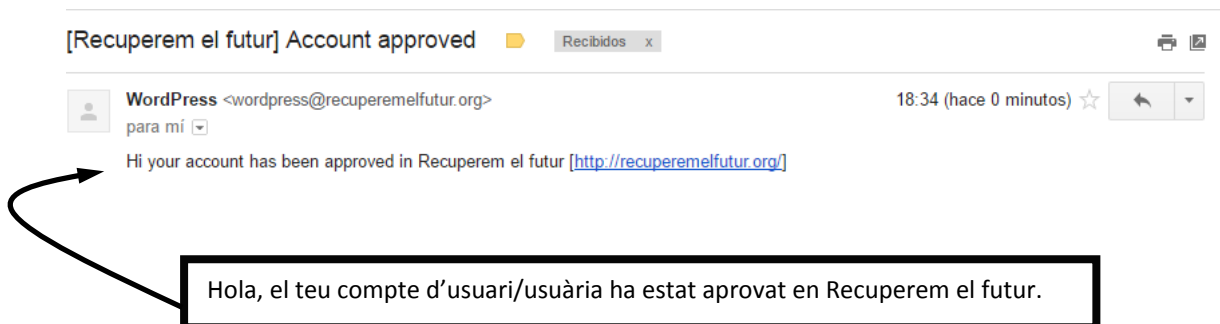 [Recuperem el futur] Account approved Recibidos x
WordPress <wordpress@recuperemelfutur.org> 18:34 (hace 0 minutos)
para mí
Hi your account has been approved in Recuperem el futur [http://recuperemelfutur.org/]
Hola, el teu compte d’usuari/usuària ha estat aprovat en Recuperem el futur.